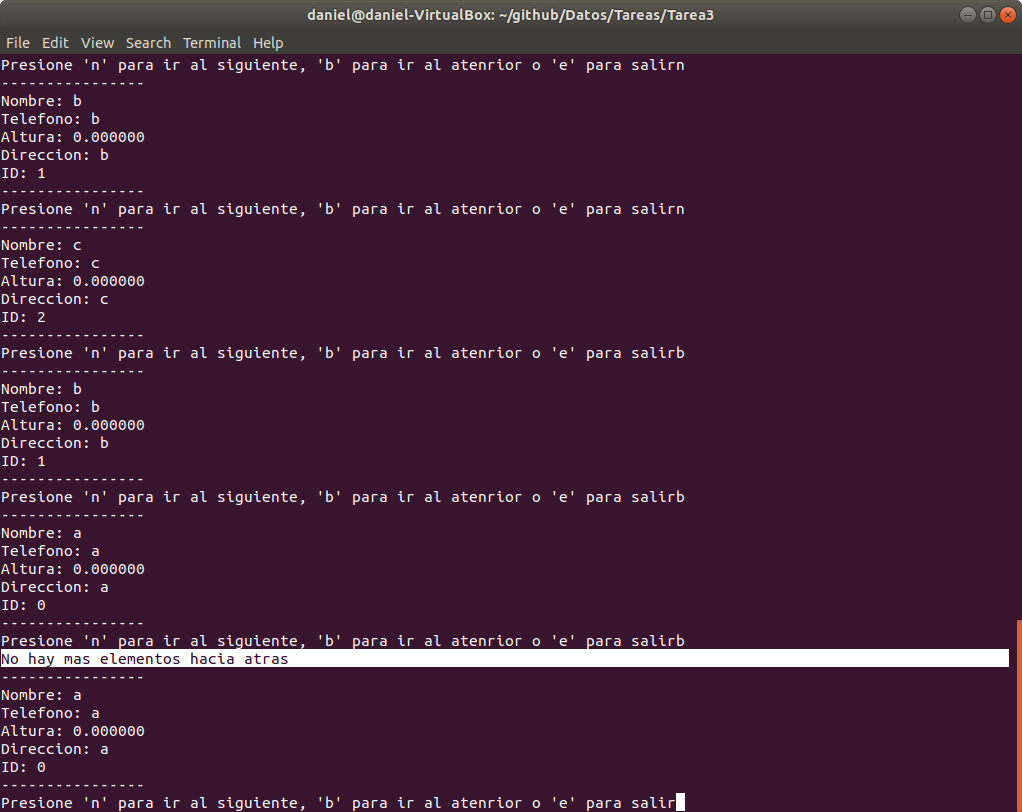 daniel@daniel-VirtualBox: ~/github/Datos/Tareas/Tarea3
File Edit View Search Terminal Help
Presione 'n' para ir al siguiente, 'b' para ir al atenrior o 'e' para salirn
----------------
Nombre: b
Telefono: b
Altura: 0.000000
Direccion: b
ID: 1
----------------
Presione 'n' para ir al siguiente, 'b' para ir al atenrior o 'e' para salirn
----------------
Nombre: c
Telefono: c
Altura: 0.000000
Direccion: c
ID: 2
----------------
Presione 'n' para ir al siguiente, 'b' para ir al atenrior o 'e' para salirb
----------------
Nombre: b
Telefono: b
Altura: 0.000000
Direccion: b
ID: 1
----------------
Presione 'n' para ir al siguiente, 'b' para ir al atenrior o 'e' para salirb
----------------
Nombre: a
Telefono: a
Altura: 0.000000
Direccion: a
ID: 0
----------------
Presione 'n' para ir al siguiente, 'b' para ir al atenrior o 'e' para salirb
No hay mas elementos hacia atras
----------------
Nombre: a
Telefono: a
Altura: 0.000000
Direccion: a
ID: 0
----------------
Presione 'n' para ir al siguiente, 'b' para ir al atenrior o 'e' para salir